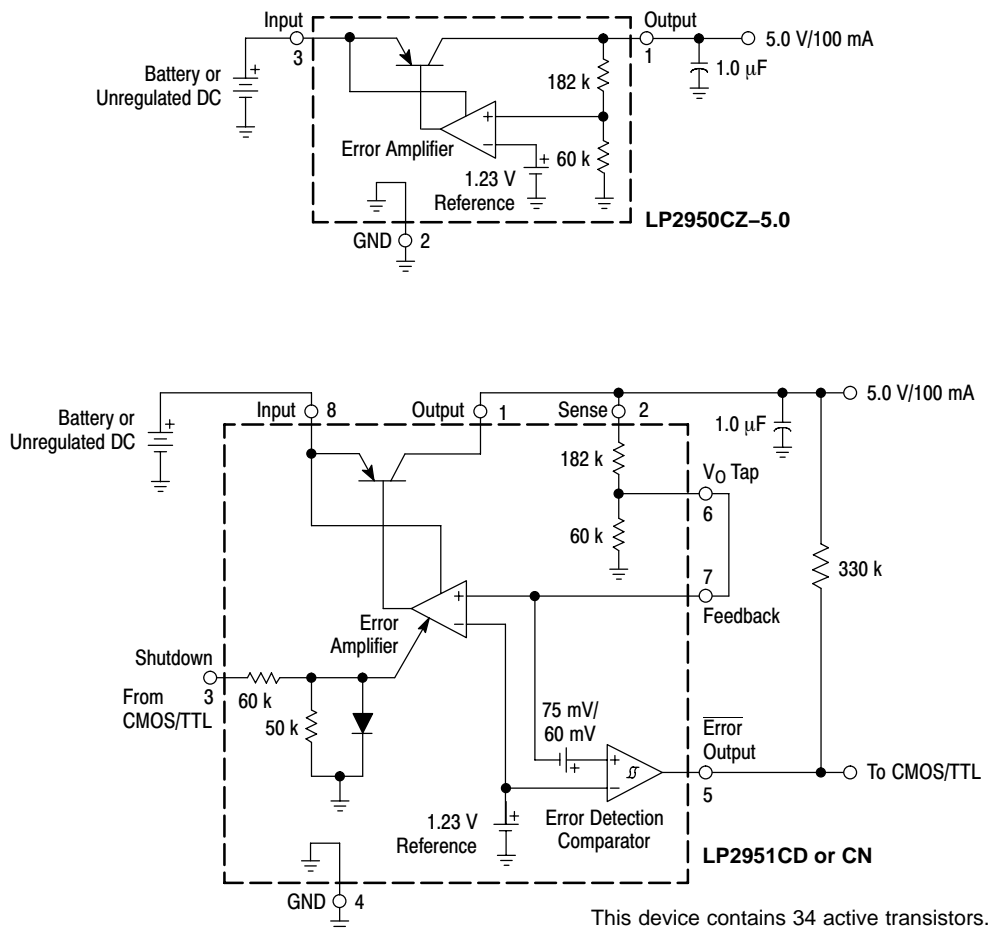 Input
3
Output
1
5.0 V/100 mA
1.0 μF
Battery or
Unregulated DC
182 k
+
+
−
Error Amplifier
60 k
+
1.23 V
Reference
GND 2
LP2950CZ–5.0
Input 8
Output 1
Sense 2
5.0 V/100 mA
Battery or
Unregulated DC
+
1.0 μF
182 k
VO Tap
6
60 k
330 k
7
Feedback
+
−
Error
Amplifier
Shutdown
3
From
CMOS/TTL
60 k
50 k
75 mV/
60 mV
+
+
−
Error
Output
5
To CMOS/TTL
1.23 V
Reference
+
Error Detection
Comparator
LP2951CD or CN
GND 4
This device contains 34 active transistors.